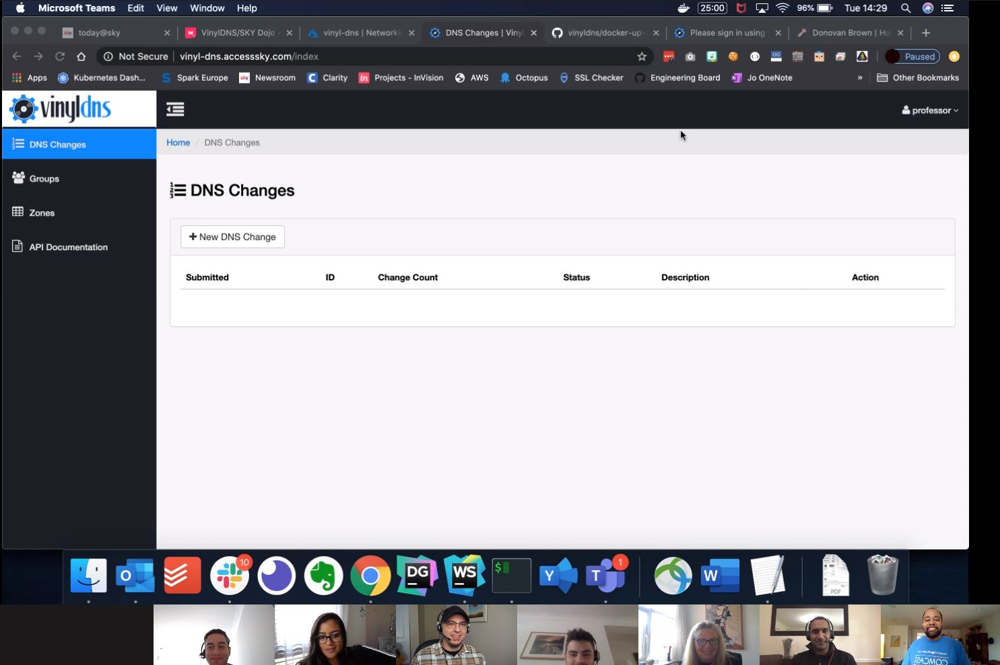 Microsoft Teams Edit View Window Help 25:00 96% Tue 14:29
sky today@sky VinylDNS/SKY Dojo vinyl-dns | Networki DNS Changes | Vinyl vinyldns/docker-up- Please sign in using Donovan Brown | Ho
Not Secure vinyl-dns.accesssky.com/index Paused
Apps Kubernetes Dash... Spark Europe sky Newsroom Clarity in Projects - InVision AWS Octopus SSL Checker Engineering Board Jo OneNote » Other Bookmarks
vinyldns professor
DNS Changes
Home / DNS Changes
Groups
Zones
API Documentation
DNS Changes
+ New DNS Change
Submitted ID Change Count Status Description Action
10 1
O DG WS $ Y T W PDF
COMCAST